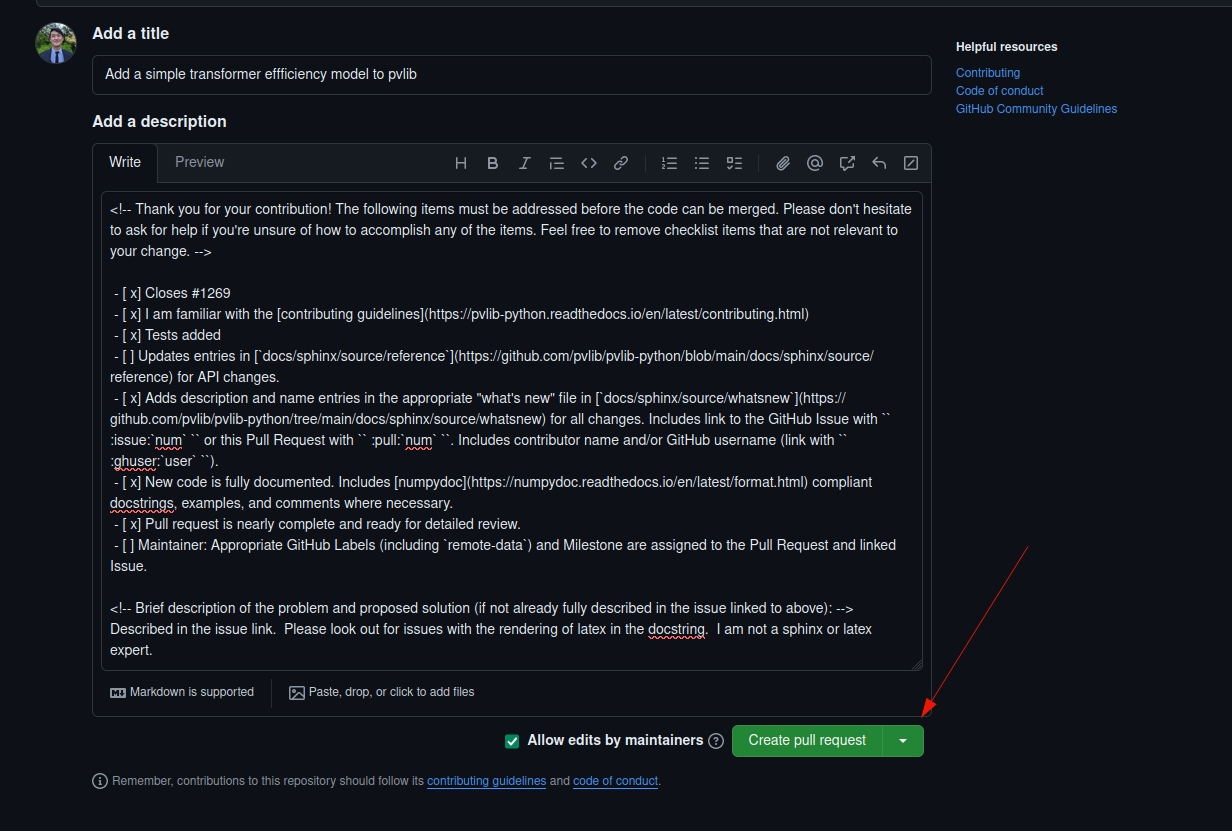 Add a title
Helpful resources
Add a simple transformer effficiency model to pvlib
Contributing
Code of conduct
GitHub Community Guidelines
Add a description
Write
Preview
<!-- Thank you for your contribution! The following items must be addressed before the code can be merged. Please don't hesitate
to ask for help if you're unsure of how to accomplish any of the items. Feel free to remove checklist items that are not relevant to
your change. -->
- [ x] Closes #1269
- [ x] I am familiar with the [contributing guidelines](https://pvlib-python.readthedocs.io/en/latest/contributing.html)
- [ x] Tests added
- [ ] Updates entries in [`docs/sphinx/source/reference`](https://github.com/pvlib/pvlib-python/blob/main/docs/sphinx/source/
reference) for API changes.
- [ x] Adds description and name entries in the appropriate "what's new" file in [`docs/sphinx/source/whatsnew`](https://
github.com/pvlib/pvlib-python/tree/main/docs/sphinx/source/whatsnew) for all changes. Includes link to the GitHub Issue with ``
:issue:`num` `` or this Pull Request with `` :pull:`num` ``. Includes contributor name and/or GitHub username (link with ``
:ghuser:`user` ``).
- [ x] New code is fully documented. Includes [numpydoc](https://numpydoc.readthedocs.io/en/latest/format.html) compliant
docstrings, examples, and comments where necessary.
- [ x] Pull request is nearly complete and ready for detailed review.
- [ ] Maintainer: Appropriate GitHub Labels (including `remote-data`) and Milestone are assigned to the Pull Request and linked
Issue.
<!-- Brief description of the problem and proposed solution (if not already fully described in the issue linked to above): -->
Described in the issue link.  Please look out for issues with the rendering of latex in the docstring.  I am not a sphinx or latex
expert.
Markdown is supported
Paste, drop, or click to add files
Allow edits by maintainers
Create pull request
Remember, contributions to this repository should follow its contributing guidelines and code of conduct.